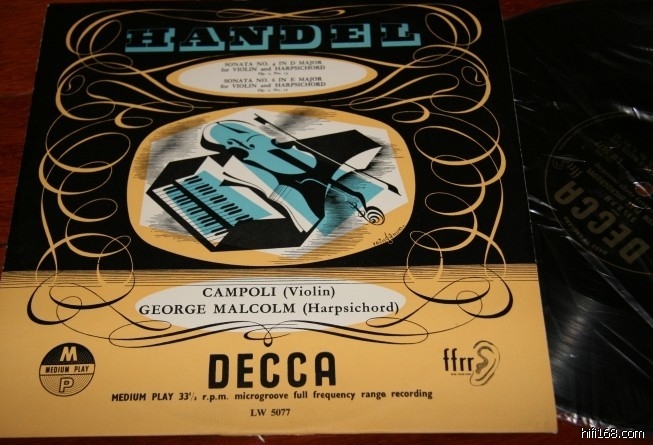 HANDEL
SONATA NO. 4 IN D MAJOR
for VIOLIN and HARPSICHORD
SONATA NO. 6 IN E MAJOR
for VIOLIN and HARPSICHORD
CAMPOLI (Violin)
GEORGE MALCOLM (Harpsichord)
M
MEDIUM PLAY
P
DECCA
ffrr
MEDIUM PLAY 33⅓ r.p.m. microgroove full frequency range recording
LW 5077
DECCA
hifi168.com